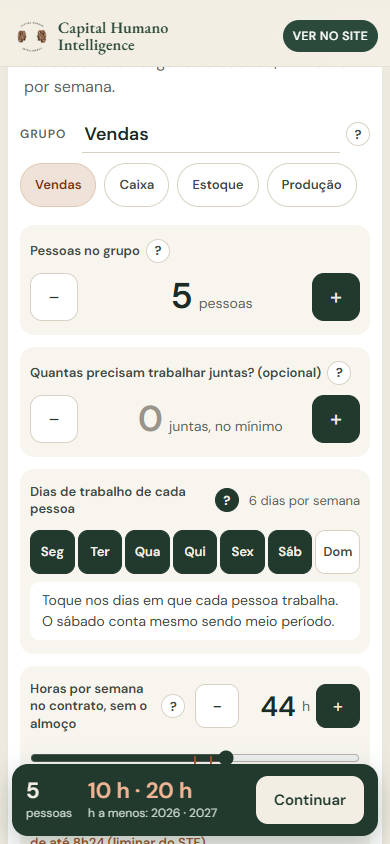 Capital Humano
Intelligence
VER NO SITE
por semana.
GRUPO
Vendas
?
Vendas
Caixa
Estoque
Produção
Pessoas no grupo ?
− 5 pessoas +
Quantas precisam trabalhar juntas? (opcional) ?
− 0 juntas, no mínimo +
Dias de trabalho de cada
pessoa
? 6 dias por semana
Seg Ter Qua Qui Sex Sáb Dom
Toque nos dias em que cada pessoa trabalha.
O sábado conta mesmo sendo meio período.
Horas por semana
no contrato, sem o
almoço
? − 44 h +
5
pessoas
10 h · 20 h
h a menos: 2026 · 2027
Continuar
de até 8h24 (liminar do STF)